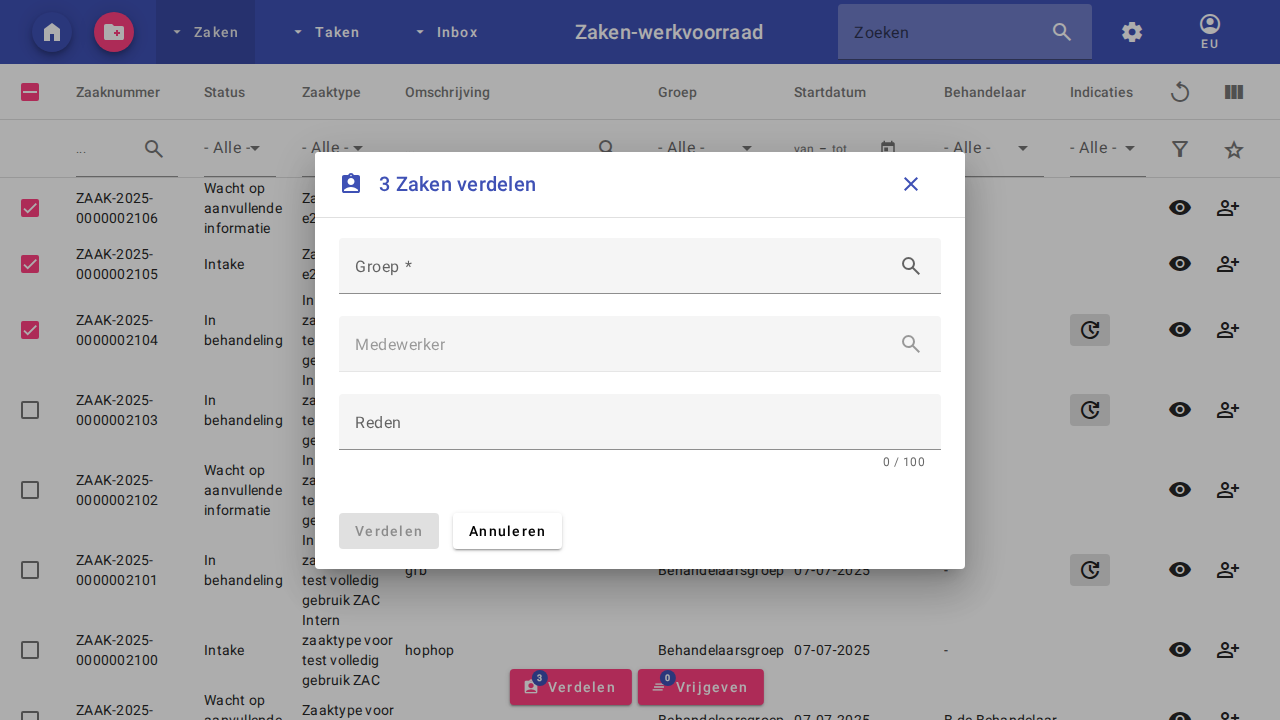 Zaken
Taken
Inbox
Zaken-werkvoorraad
Zoeken
EU
Zaaknummer
Status
Zaaktype
Omschrijving
Groep
Startdatum
Behandelaar
Indicaties
...
- Alle -
- Alle -
- Alle -
van – tot
- Alle -
- Alle -
ZAAK-2025-
0000002106
Wacht op
aanvullende
informatie
Za
e2
ZAAK-2025-
0000002105
Intake
Za
e2
ZAAK-2025-
0000002104
In
behandeling
In
za
te
ge
ZAAK-2025-
0000002103
In
behandeling
In
za
te
ge
ZAAK-2025-
0000002102
Wacht op
aanvullende
informatie
In
za
te
ge
ZAAK-2025-
0000002101
In
behandeling
In
za
test volledig
gebruik ZAC
grb
Behandelaarsgroep
07-07-2025
-
ZAAK-2025-
0000002100
Intake
Intern
zaaktype voor
test volledig
gebruik ZAC
hophop
Behandelaarsgroep
07-07-2025
-
ZAAK-2025-
Wacht op
aanvullende
Zaaktype voor
Behandelaarsgroep
07-07-2025
B de Behandelaar
3 Zaken verdelen
Groep *
Medewerker
Reden
0 / 100
Verdelen
Annuleren
3
Verdelen
0
Vrijgeven